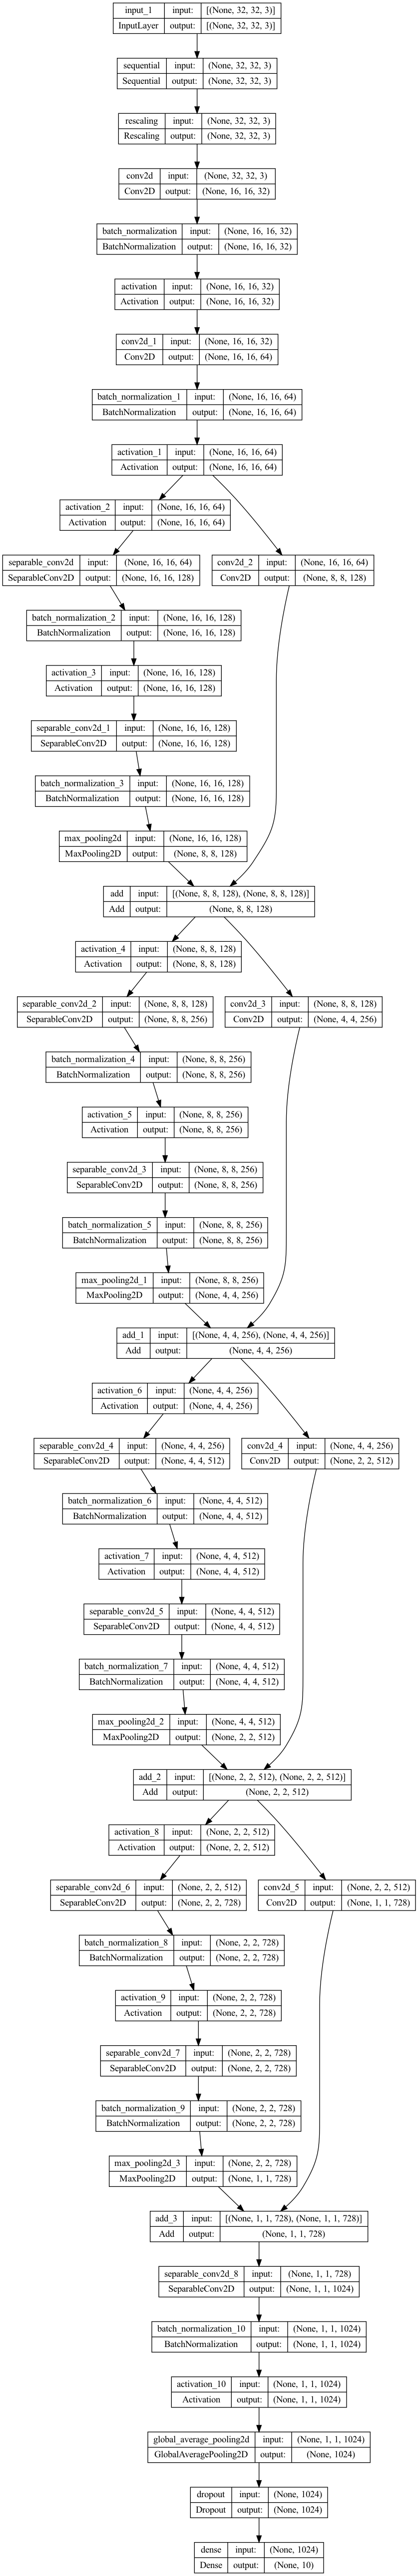 input_1 input: [(None, 32, 32, 3)]
InputLayer output: [(None, 32, 32, 3)]
sequential input: (None, 32, 32, 3)
Sequential output: (None, 32, 32, 3)
rescaling input: (None, 32, 32, 3)
Rescaling output: (None, 32, 32, 3)
conv2d input: (None, 32, 32, 3)
Conv2D output: (None, 16, 16, 32)
batch_normalization input: (None, 16, 16, 32)
BatchNormalization output: (None, 16, 16, 32)
activation input: (None, 16, 16, 32)
Activation output: (None, 16, 16, 32)
conv2d_1 input: (None, 16, 16, 32)
Conv2D output: (None, 16, 16, 64)
batch_normalization_1 input: (None, 16, 16, 64)
BatchNormalization output: (None, 16, 16, 64)
activation_1 input: (None, 16, 16, 64)
Activation output: (None, 16, 16, 64)
activation_2 input: (None, 16, 16, 64)
Activation output: (None, 16, 16, 64)
separable_conv2d input: (None, 16, 16, 64)
SeparableConv2D output: (None, 16, 16, 128)
conv2d_2 input: (None, 16, 16, 64)
Conv2D output: (None, 8, 8, 128)
batch_normalization_2 input: (None, 16, 16, 128)
BatchNormalization output: (None, 16, 16, 128)
activation_3 input: (None, 16, 16, 128)
Activation output: (None, 16, 16, 128)
separable_conv2d_1 input: (None, 16, 16, 128)
SeparableConv2D output: (None, 16, 16, 128)
batch_normalization_3 input: (None, 16, 16, 128)
BatchNormalization output: (None, 16, 16, 128)
max_pooling2d input: (None, 16, 16, 128)
MaxPooling2D output: (None, 8, 8, 128)
add input: [(None, 8, 8, 128), (None, 8, 8, 128)]
Add output: (None, 8, 8, 128)
activation_4 input: (None, 8, 8, 128)
Activation output: (None, 8, 8, 128)
separable_conv2d_2 input: (None, 8, 8, 128)
SeparableConv2D output: (None, 8, 8, 256)
conv2d_3 input: (None, 8, 8, 128)
Conv2D output: (None, 4, 4, 256)
batch_normalization_4 input: (None, 8, 8, 256)
BatchNormalization output: (None, 8, 8, 256)
activation_5 input: (None, 8, 8, 256)
Activation output: (None, 8, 8, 256)
separable_conv2d_3 input: (None, 8, 8, 256)
SeparableConv2D output: (None, 8, 8, 256)
batch_normalization_5 input: (None, 8, 8, 256)
BatchNormalization output: (None, 8, 8, 256)
max_pooling2d_1 input: (None, 8, 8, 256)
MaxPooling2D output: (None, 4, 4, 256)
add_1 input: [(None, 4, 4, 256), (None, 4, 4, 256)]
Add output: (None, 4, 4, 256)
activation_6 input: (None, 4, 4, 256)
Activation output: (None, 4, 4, 256)
separable_conv2d_4 input: (None, 4, 4, 256)
SeparableConv2D output: (None, 4, 4, 512)
conv2d_4 input: (None, 4, 4, 256)
Conv2D output: (None, 2, 2, 512)
batch_normalization_6 input: (None, 4, 4, 512)
BatchNormalization output: (None, 4, 4, 512)
activation_7 input: (None, 4, 4, 512)
Activation output: (None, 4, 4, 512)
separable_conv2d_5 input: (None, 4, 4, 512)
SeparableConv2D output: (None, 4, 4, 512)
batch_normalization_7 input: (None, 4, 4, 512)
BatchNormalization output: (None, 4, 4, 512)
max_pooling2d_2 input: (None, 4, 4, 512)
MaxPooling2D output: (None, 2, 2, 512)
add_2 input: [(None, 2, 2, 512), (None, 2, 2, 512)]
Add output: (None, 2, 2, 512)
activation_8 input: (None, 2, 2, 512)
Activation output: (None, 2, 2, 512)
separable_conv2d_6 input: (None, 2, 2, 512)
SeparableConv2D output: (None, 2, 2, 728)
conv2d_5 input: (None, 2, 2, 512)
Conv2D output: (None, 1, 1, 728)
batch_normalization_8 input: (None, 2, 2, 728)
BatchNormalization output: (None, 2, 2, 728)
activation_9 input: (None, 2, 2, 728)
Activation output: (None, 2, 2, 728)
separable_conv2d_7 input: (None, 2, 2, 728)
SeparableConv2D output: (None, 2, 2, 728)
batch_normalization_9 input: (None, 2, 2, 728)
BatchNormalization output: (None, 2, 2, 728)
max_pooling2d_3 input: (None, 2, 2, 728)
MaxPooling2D output: (None, 1, 1, 728)
add_3 input: [(None, 1, 1, 728), (None, 1, 1, 728)]
Add output: (None, 1, 1, 728)
separable_conv2d_8 input: (None, 1, 1, 728)
SeparableConv2D output: (None, 1, 1, 1024)
batch_normalization_10 input: (None, 1, 1, 1024)
BatchNormalization output: (None, 1, 1, 1024)
activation_10 input: (None, 1, 1, 1024)
Activation output: (None, 1, 1, 1024)
global_average_pooling2d input: (None, 1, 1, 1024)
GlobalAveragePooling2D output: (None, 1024)
dropout input: (None, 1024)
Dropout output: (None, 1024)
dense input: (None, 1024)
Dense output: (None, 10)